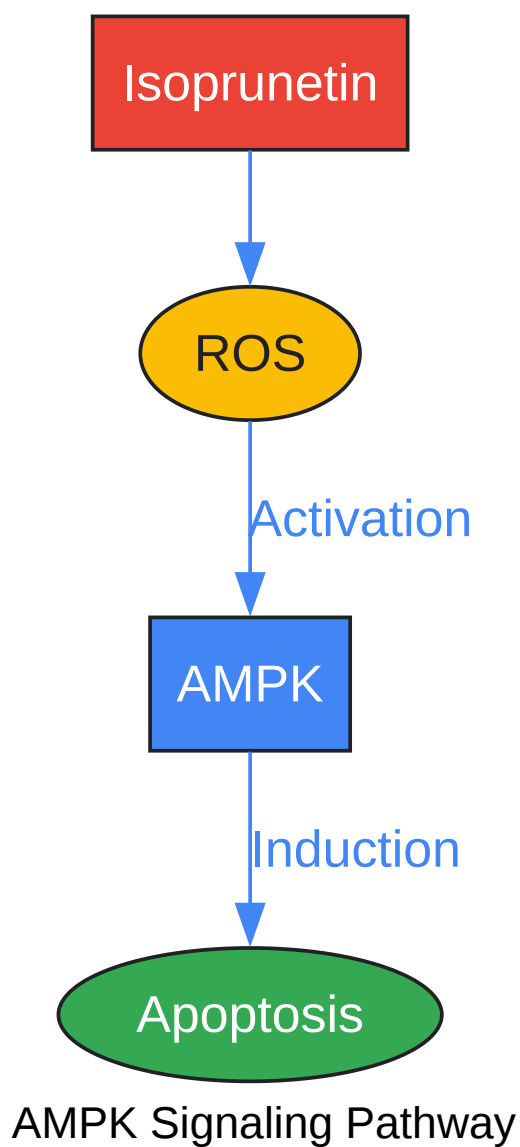 Isoprunetin
ROS
Activation
AMPK
Induction
Apoptosis
AMPK Signaling Pathway